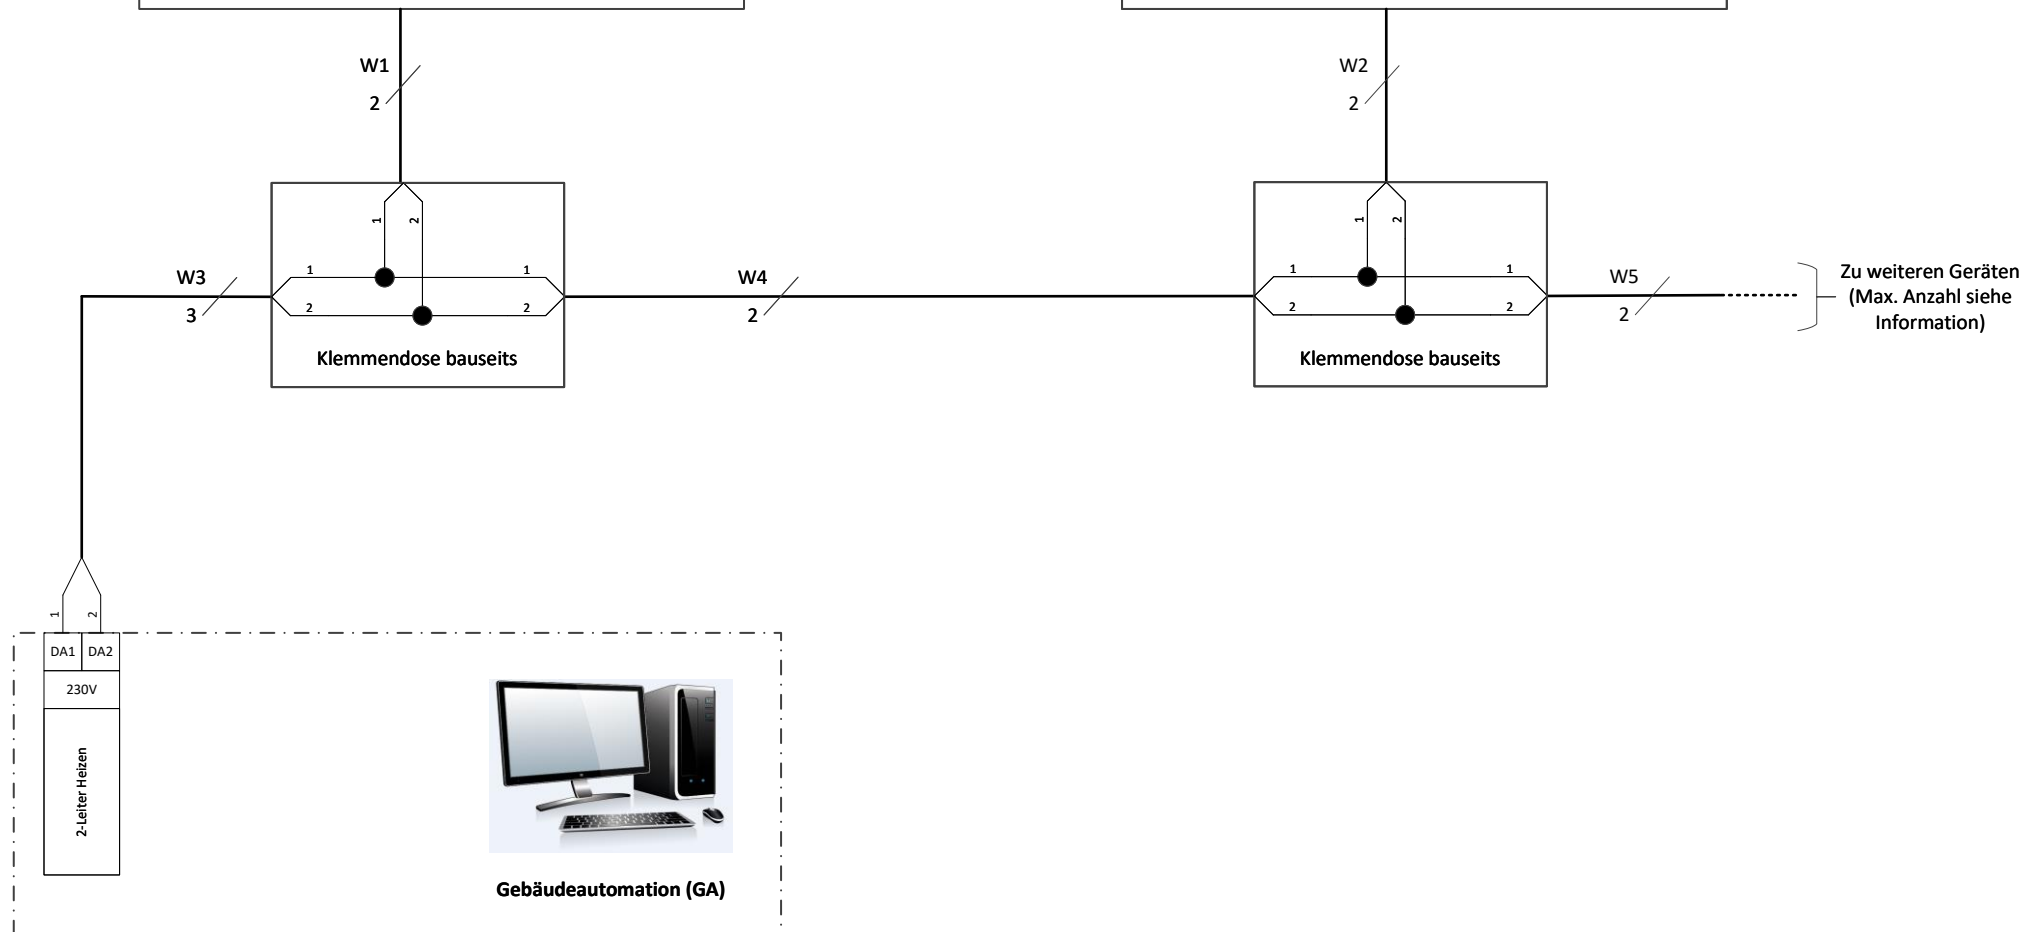 W1
2
W2
2
1
2
1
2
W3
3
1
1
2
2
W4
2
1
1
2
2
W5
2
Zu weiteren Geräten
(Max. Anzahl siehe
Information)
Klemmendose bauseits
Klemmendose bauseits
1
2
DA1
DA2
230V
2-Leiter Heizen
Gebäudeautomation (GA)